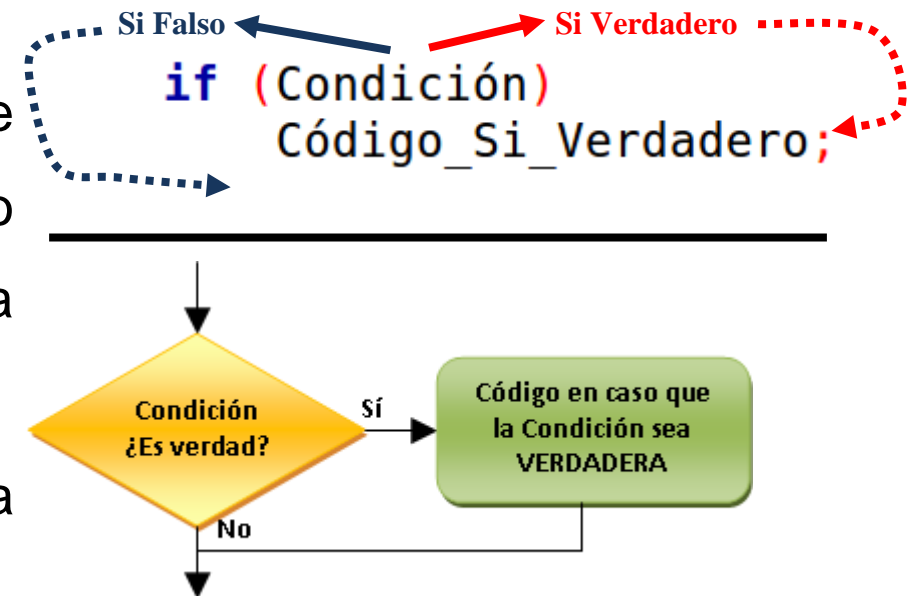 Si Falso Si Verdadero
if (Condición)
e
Código_Si_Verdadero;
o
a
Condición
¿Es verdad?
Sí
Código en caso que
la Condición sea
VERDADERA
a
No